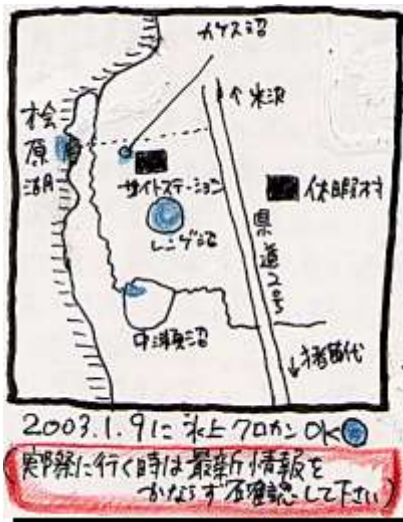 カケス沼
↑米沢
桧原湖
サイトステーション
休暇村
レンゲ沼
県道2号
中瀬沼
↓猪苗代
2003.1.9に氷上クロカンOK
実際に行く時は最新情報を
かならず確認して下さい